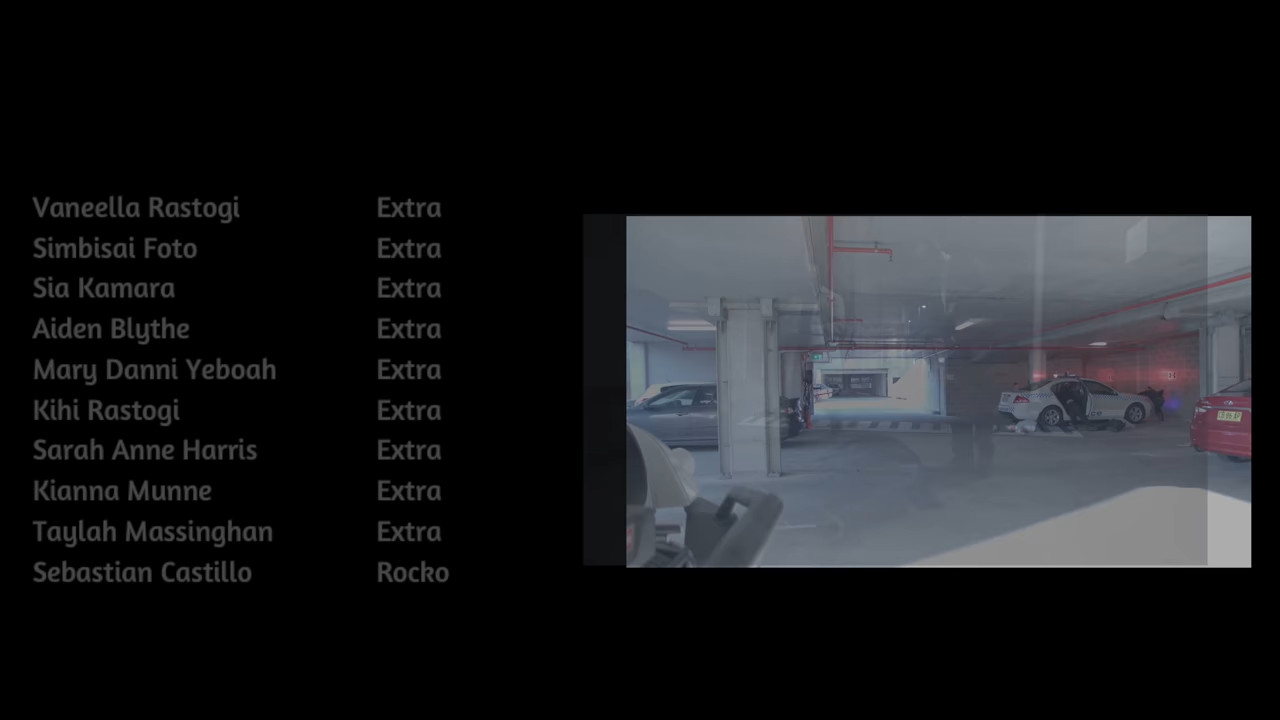 Vaneella Rastogi Extra
Simbisai Foto Extra
Sia Kamara Extra
Aiden Blythe Extra
Mary Danni Yeboah Extra
Kihi Rastogi Extra
Sarah Anne Harris Extra
Kianna Munne Extra
Taylah Massinghan Extra
Sebastian Castillo Rocko